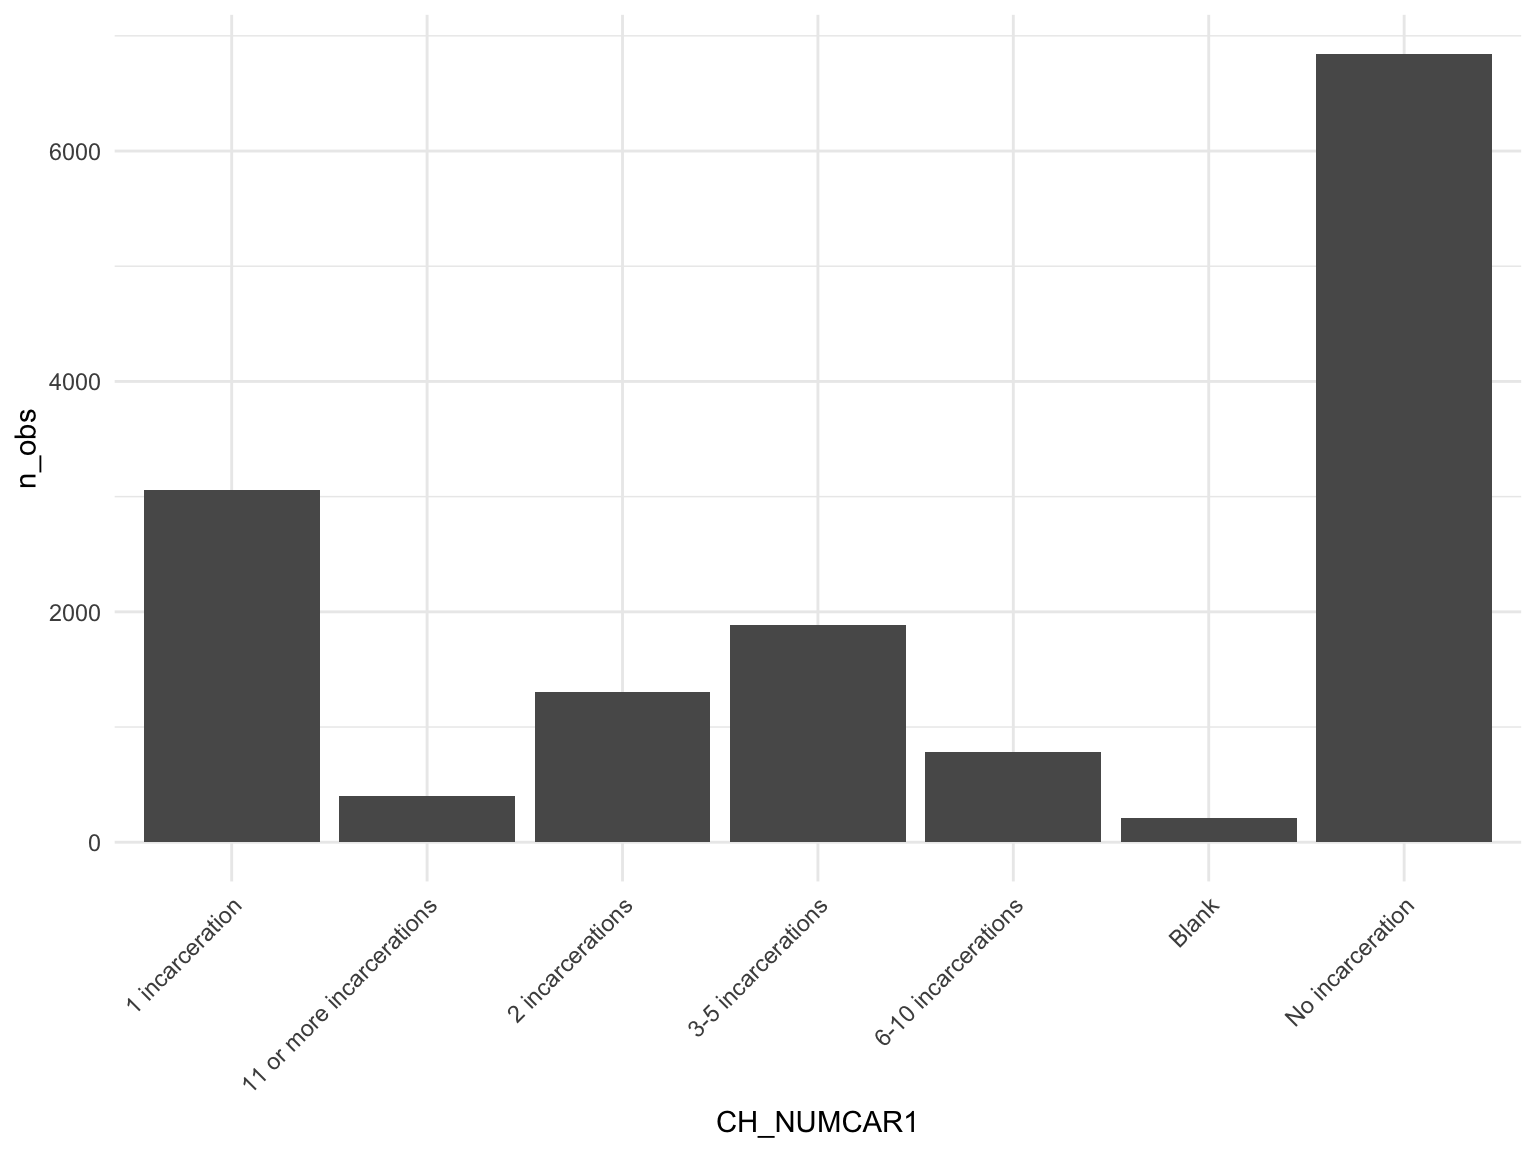 6000
4000
2000
0
n_obs
1 incarceration
11 or more incarcerations
2 incarcerations
3-5 incarcerations
6-10 incarcerations
Blank
No incarceration
CH_NUMCAR1